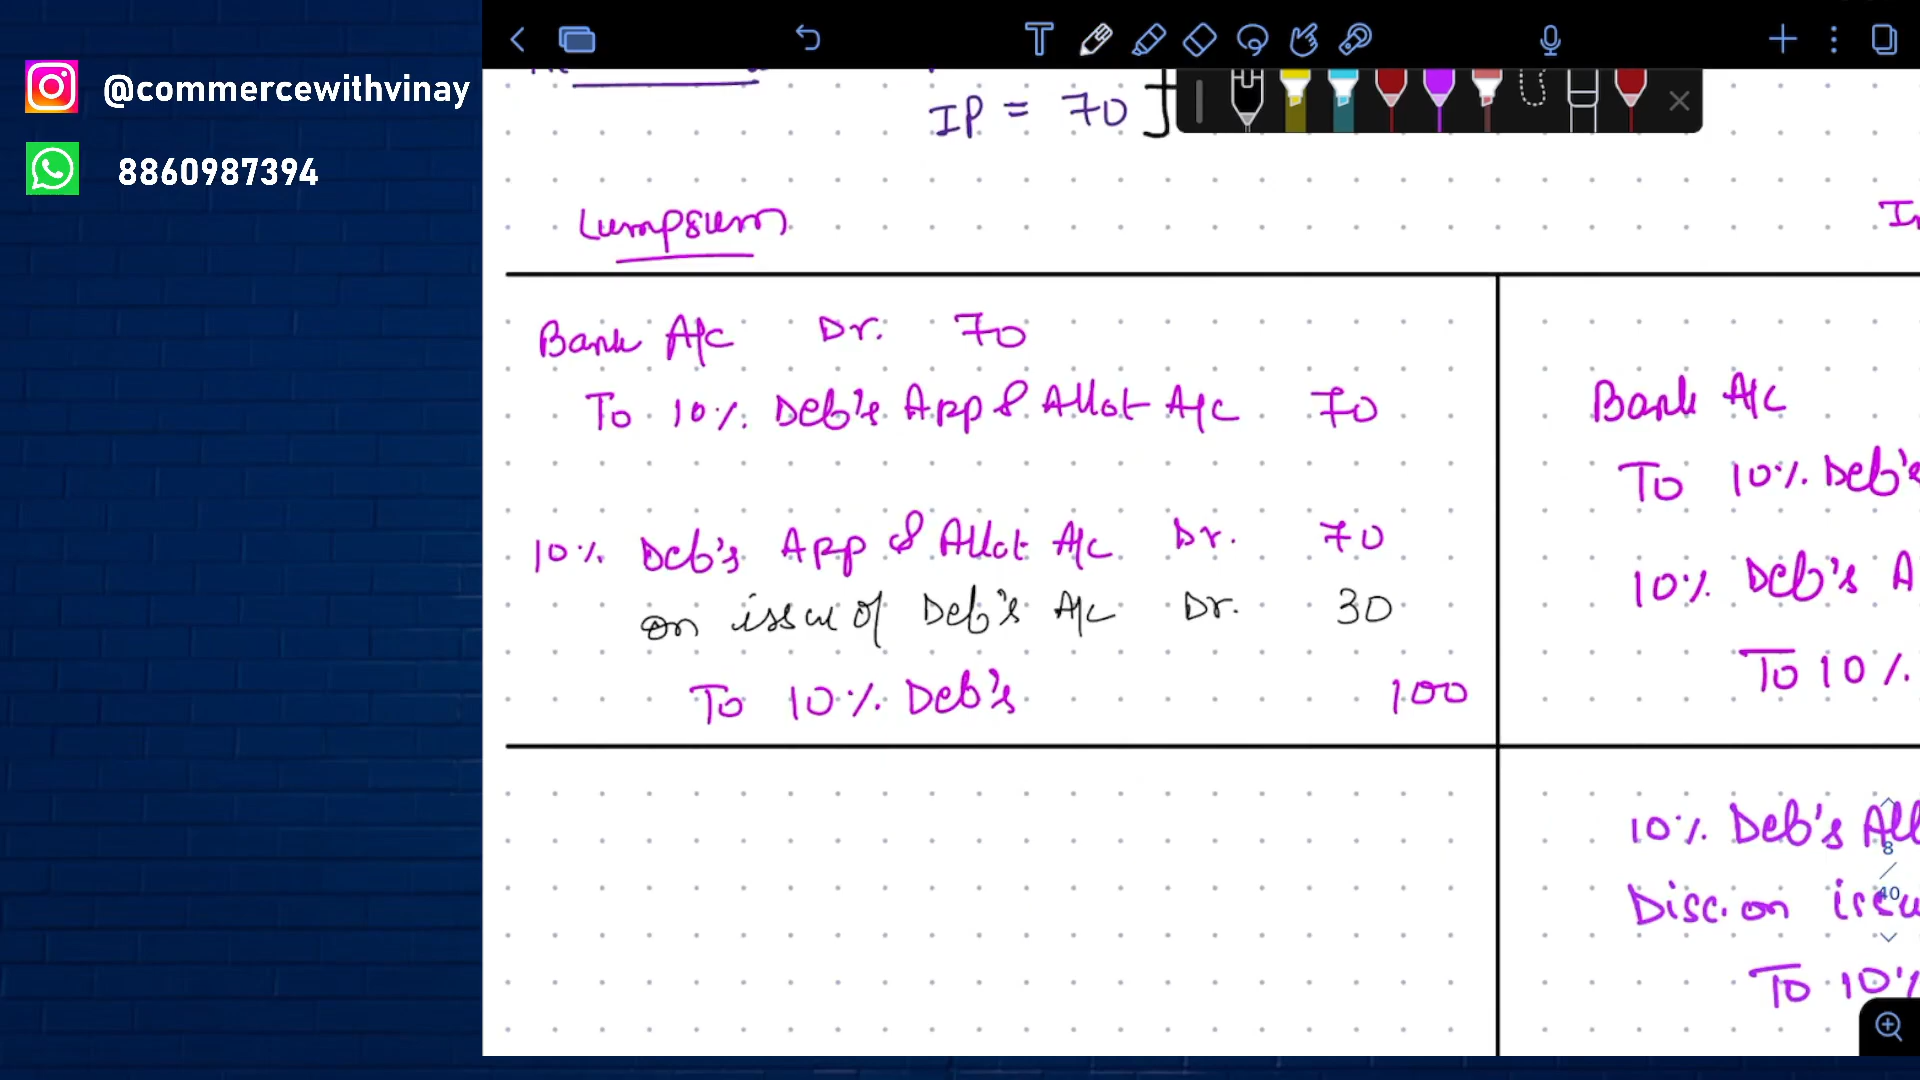 @commercewithvinay
8860987394
IP = 70
Lumpsum
Bank A/c Dr. 70
To 10% Deb's App & Allot A/c 70
10% Deb's App & Allot A/c Dr. 70
on issue of Deb's A/c Dr. 30
To 10% Deb's 100
Bank A/c
To 10% Deb's
10% Deb's A
To 10%
10% Deb's All
8
/
40
Disc. on issu
To 10%